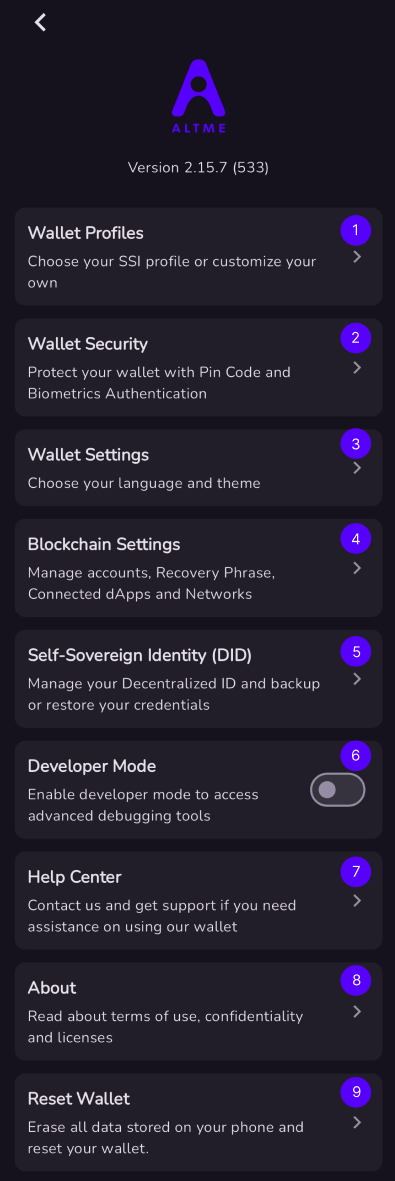 ALTME
Version 2.15.7 (533)
1
Wallet Profiles
Choose your SSI profile or customize your
own
2
Wallet Security
Protect your wallet with Pin Code and
Biometrics Authentication
3
Wallet Settings
Choose your language and theme
4
Blockchain Settings
Manage accounts, Recovery Phrase,
Connected dApps and Networks
5
Self-Sovereign Identity (DID)
Manage your Decentralized ID and backup
or restore your credentials
6
Developer Mode
Enable developer mode to access
advanced debugging tools
7
Help Center
Contact us and get support if you need
assistance on using our wallet
8
About
Read about terms of use, confidentiality
and licenses
9
Reset Wallet
Erase all data stored on your phone and
reset your wallet.